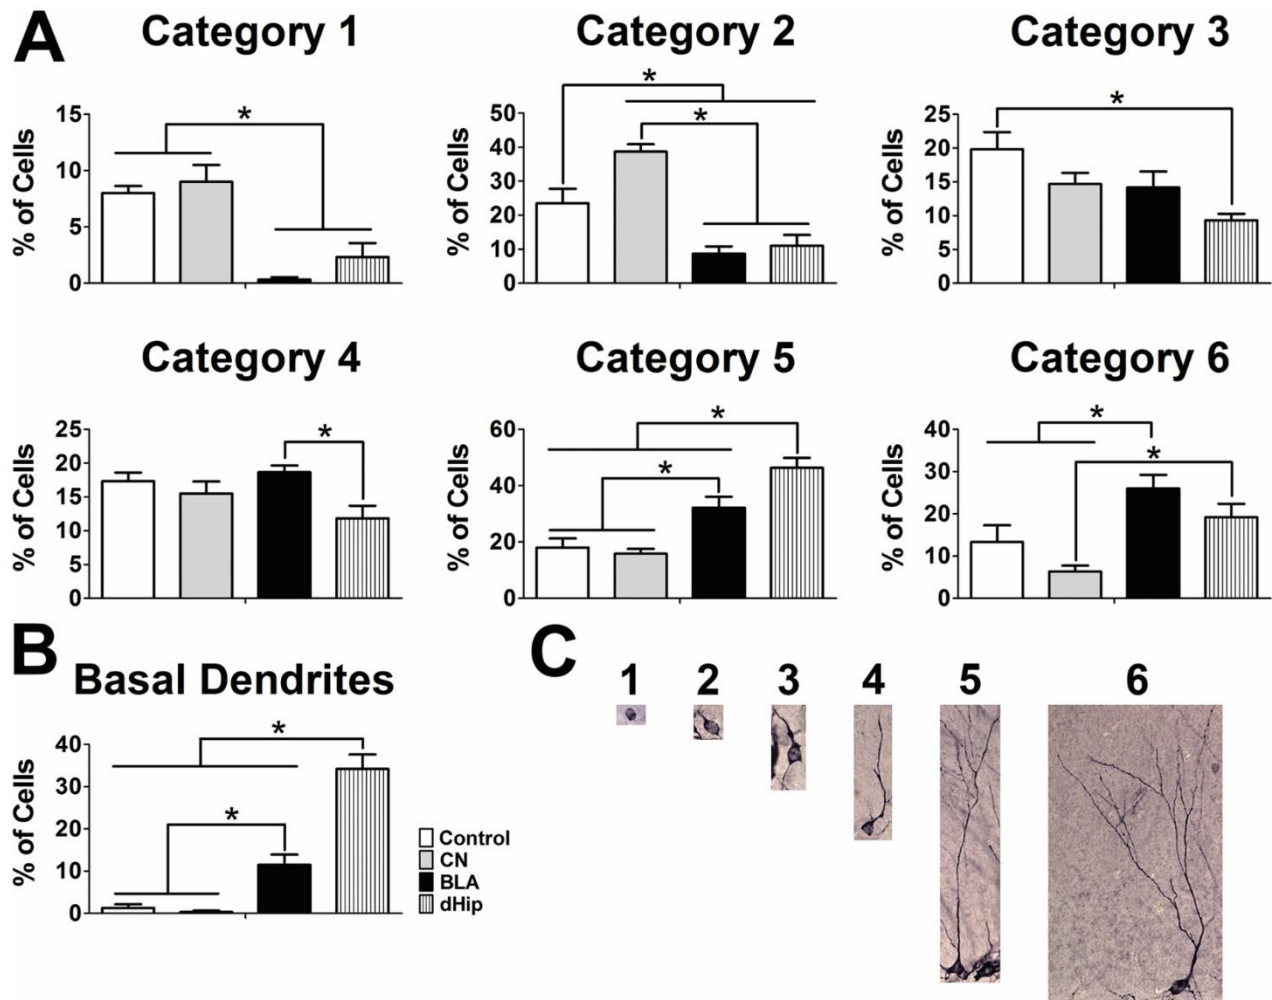 A
Category 1
Category 2
Category 3
% of Cells
15
10
5
0
*
% of Cells
50
40
30
20
10
0
*
*
% of Cells
25
20
15
10
5
0
*
Category 4
Category 5
Category 6
% of Cells
25
20
15
10
5
0
*
% of Cells
60
40
20
0
*
*
% of Cells
40
30
20
10
0
*
*
B
Basal Dendrites
% of Cells
40
30
20
10
0
*
*
Control
CN
BLA
dHip
C
1
2
3
4
5
6